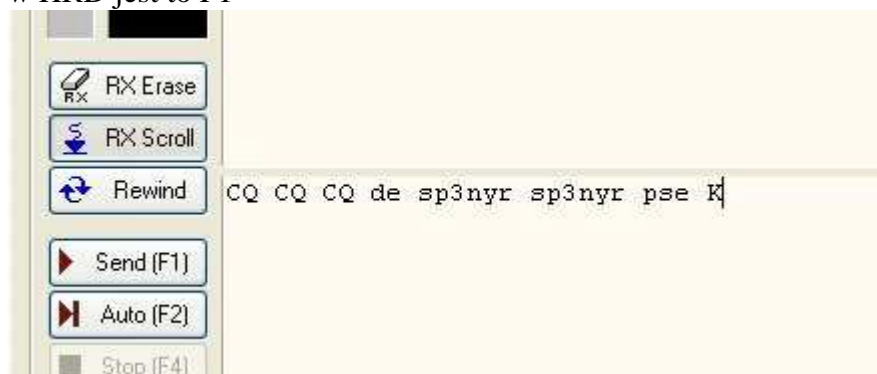 w HRD jest to F1
RX Erase
RX Scroll
Rewind
CQ CQ CQ de sp3nyr sp3nyr pse K
Send (F1)
Auto (F2)
Stop (F4)